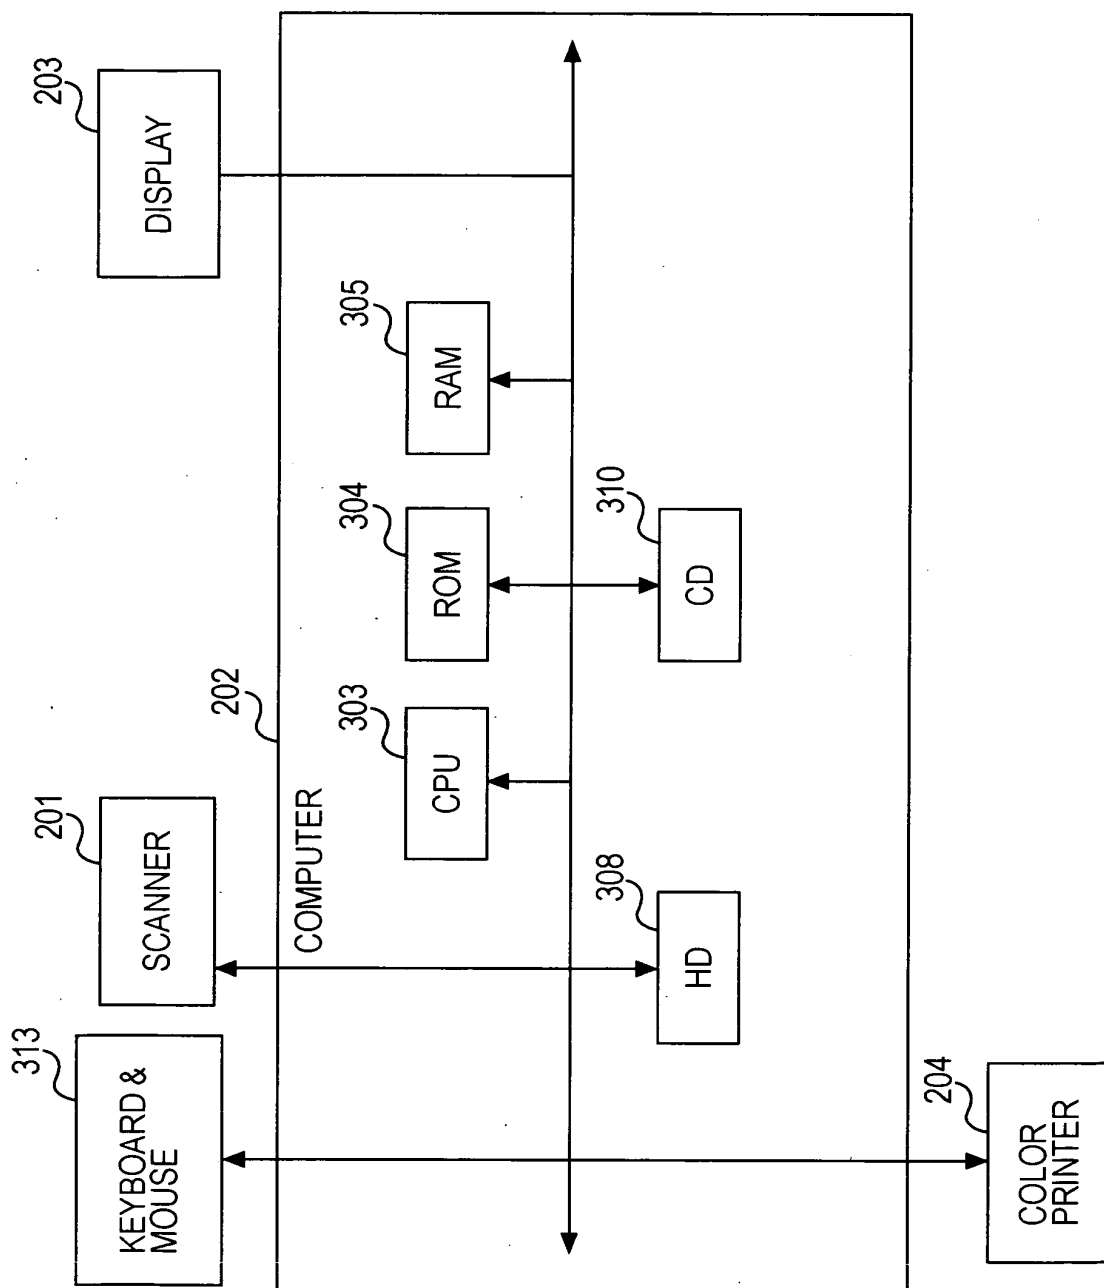 313
KEYBOARD &
MOUSE
201
SCANNER
203
DISPLAY
202
COMPUTER
303
CPU
304
ROM
305
RAM
308
HD
310
CD
204
COLOR
PRINTER